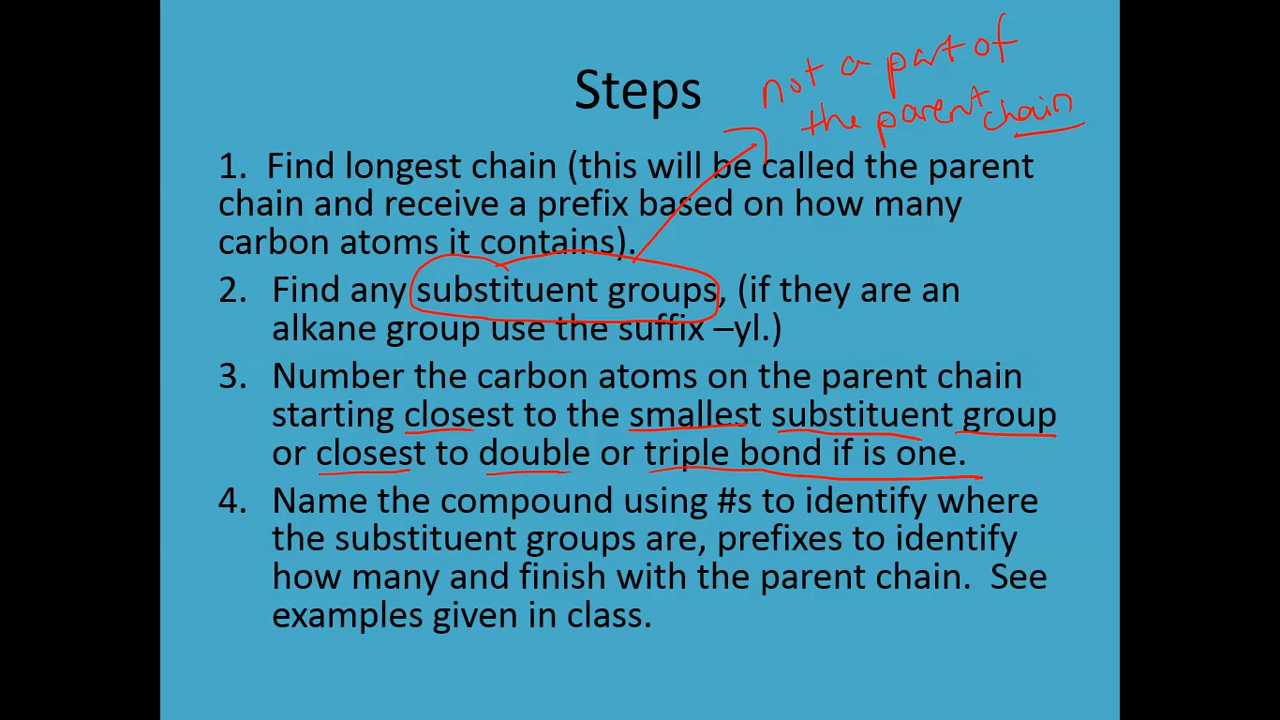 not a part of
the parent chain
Steps
1. Find longest chain (this will be called the parent
chain and receive a prefix based on how many
carbon atoms it contains).
2. Find any substituent groups, (if they are an
alkane group use the suffix –yl.)
3. Number the carbon atoms on the parent chain
starting closest to the smallest substituent group
or closest to double or triple bond if is one.
4. Name the compound using #s to identify where
the substituent groups are, prefixes to identify
how many and finish with the parent chain. See
examples given in class.